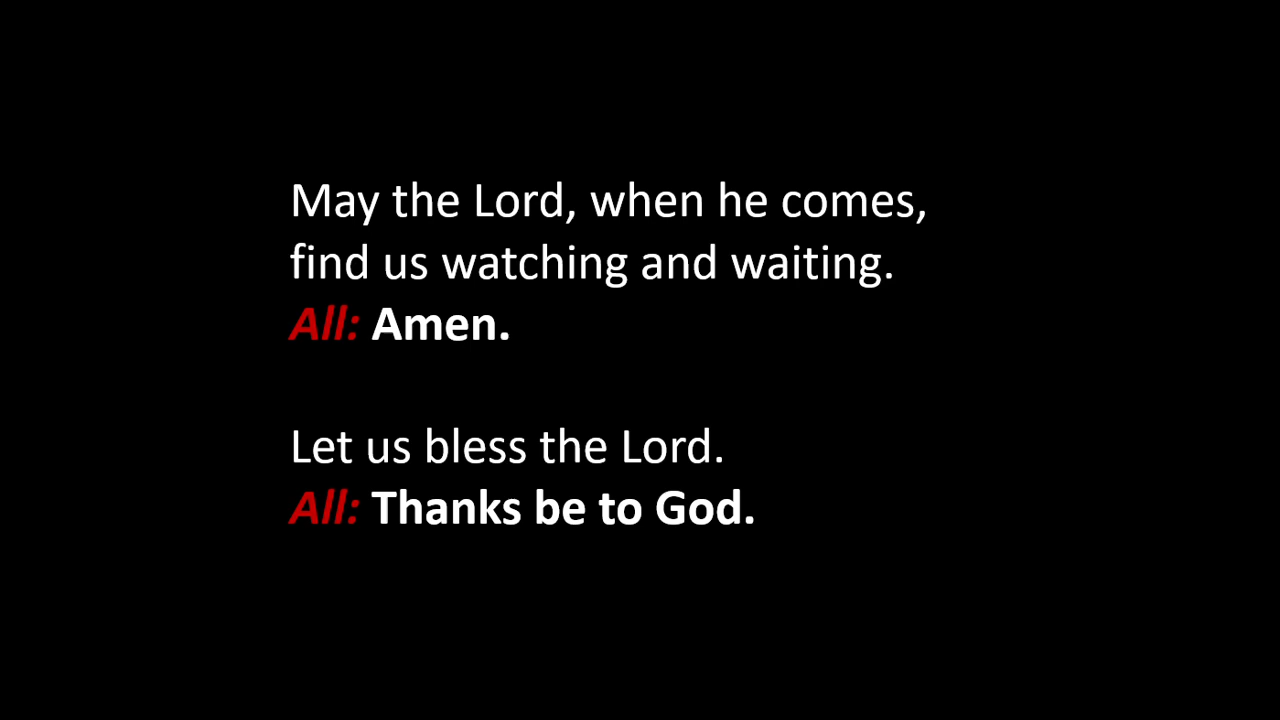 May the Lord, when he comes,
find us watching and waiting.
All: Amen.
Let us bless the Lord.
All: Thanks be to God.